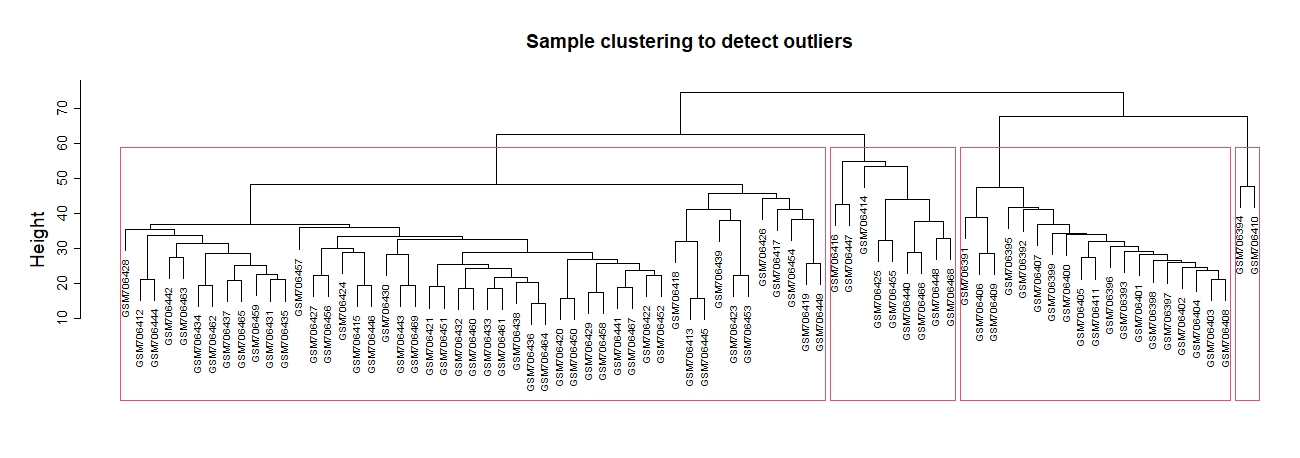 Sample clustering to detect outliers
Height
70
60
50
40
30
20
10
GSM706428
GSM706412
GSM706444
GSM706442
GSM706463
GSM706434
GSM706462
GSM706437
GSM706465
GSM706459
GSM706431
GSM706435
GSM706457
GSM706427
GSM706456
GSM706424
GSM706415
GSM706446
GSM706430
GSM706443
GSM706469
GSM706421
GSM706451
GSM706432
GSM706460
GSM706433
GSM706461
GSM706438
GSM706436
GSM706464
GSM706420
GSM706450
GSM706429
GSM706458
GSM706441
GSM706467
GSM706422
GSM706452
GSM706418
GSM706413
GSM706445
GSM706439
GSM706423
GSM706453
GSM706426
GSM706417
GSM706454
GSM706419
GSM706449
GSM706416
GSM706447
GSM706414
GSM706425
GSM706455
GSM706440
GSM706466
GSM706448
GSM706468
GSM706391
GSM706406
GSM706409
GSM706395
GSM706392
GSM706407
GSM706399
GSM706400
GSM706405
GSM706411
GSM706396
GSM706393
GSM706401
GSM706398
GSM706397
GSM706402
GSM706404
GSM706403
GSM706408
GSM706394
GSM706410